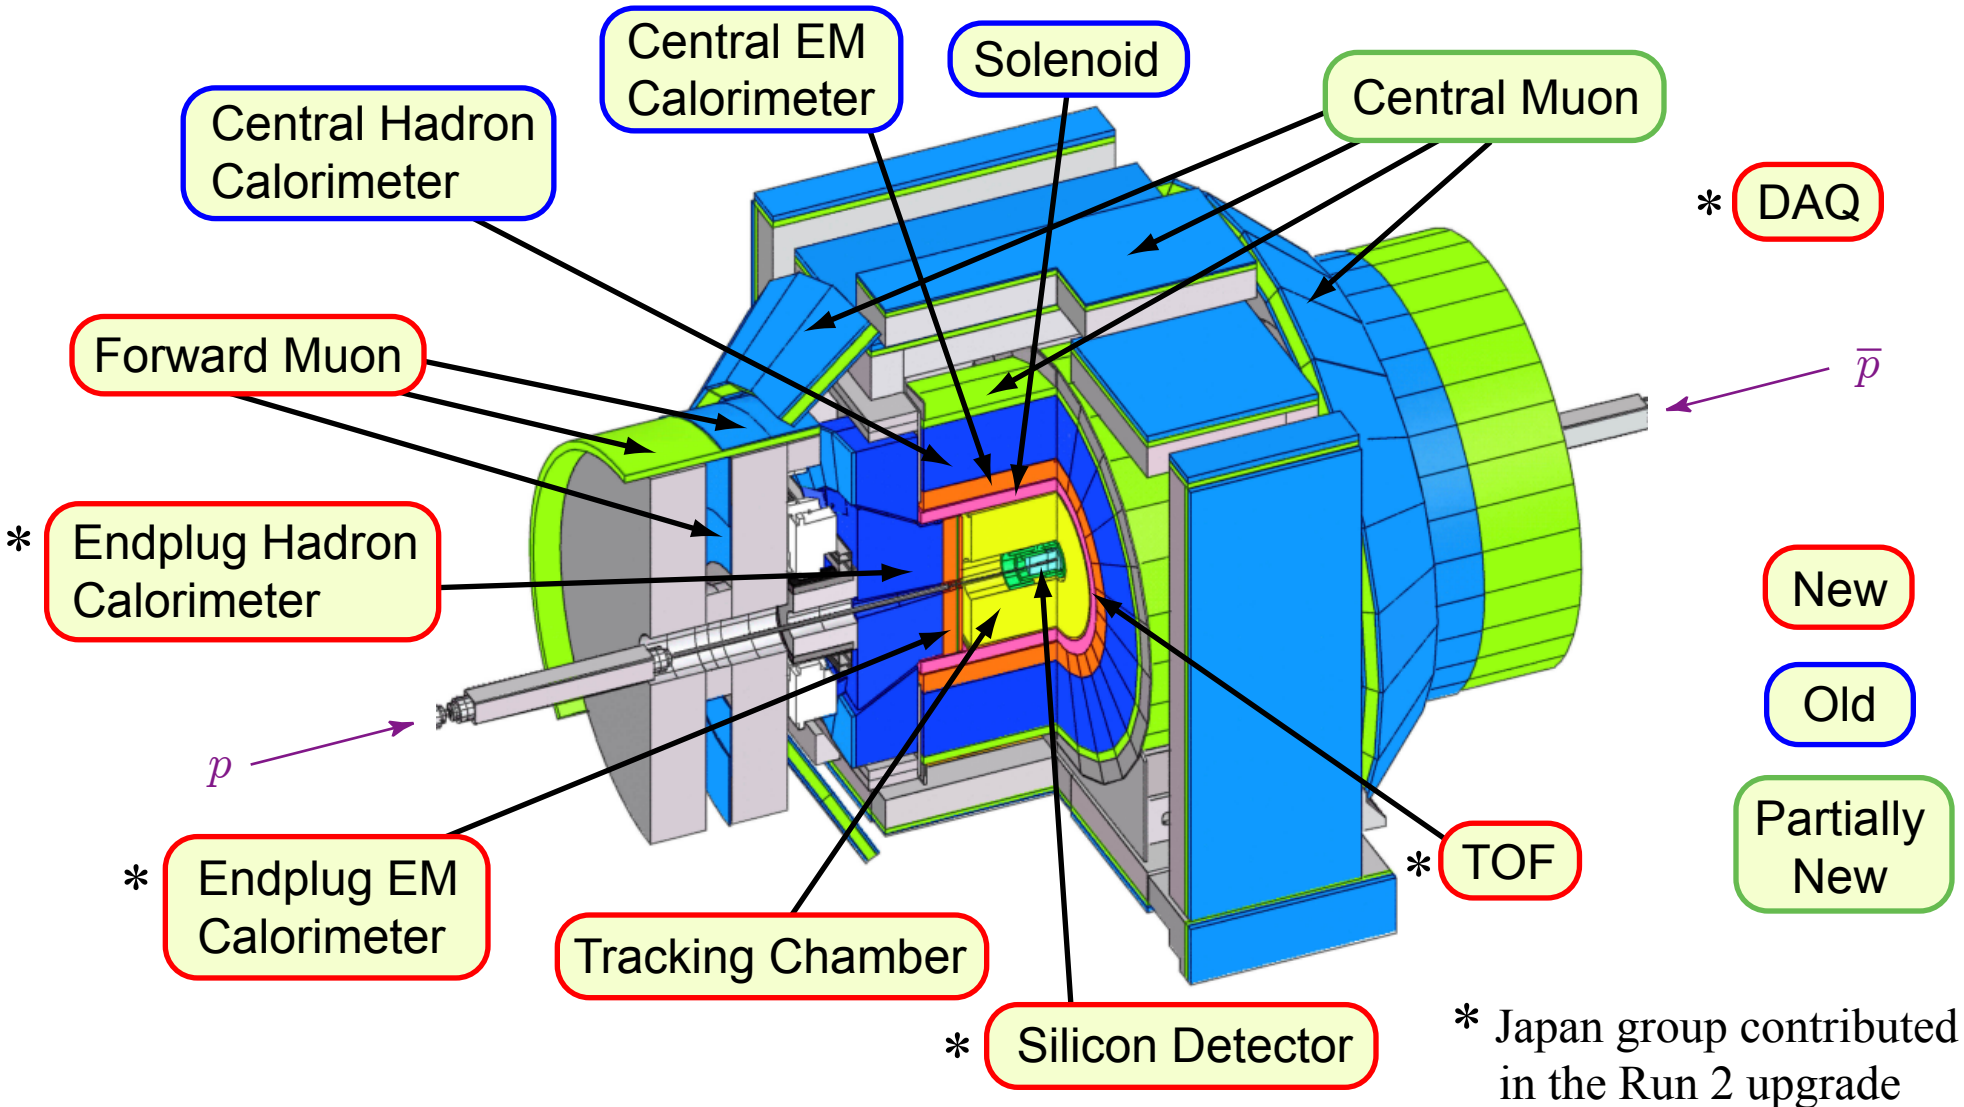 Central EM
Calorimeter
Solenoid
Central Muon
Central Hadron
Calorimeter
* DAQ
Forward Muon
p̅
* Endplug Hadron
Calorimeter
New
Old
p
Partially
New
* TOF
* Endplug EM
Calorimeter
Tracking Chamber
* Silicon Detector
* Japan group contributed
in the Run 2 upgrade